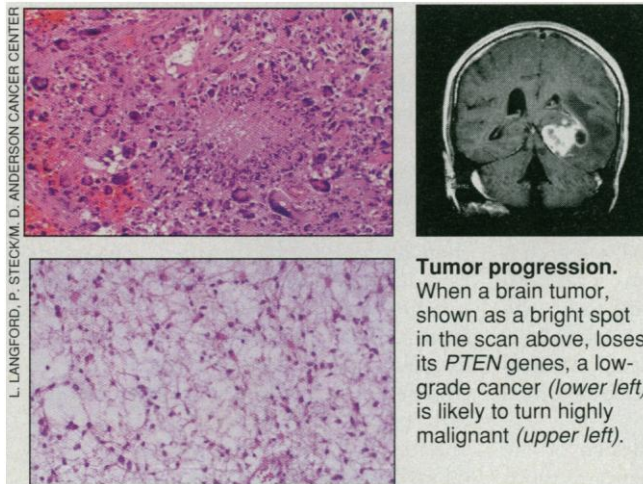 L. LANGFORD, P. STECK/M. D. ANDERSON CANCER CENTER
Tumor progression.
When a brain tumor,
shown as a bright spot
in the scan above, loses
its PTEN genes, a low-
grade cancer (lower left)
is likely to turn highly
malignant (upper left).